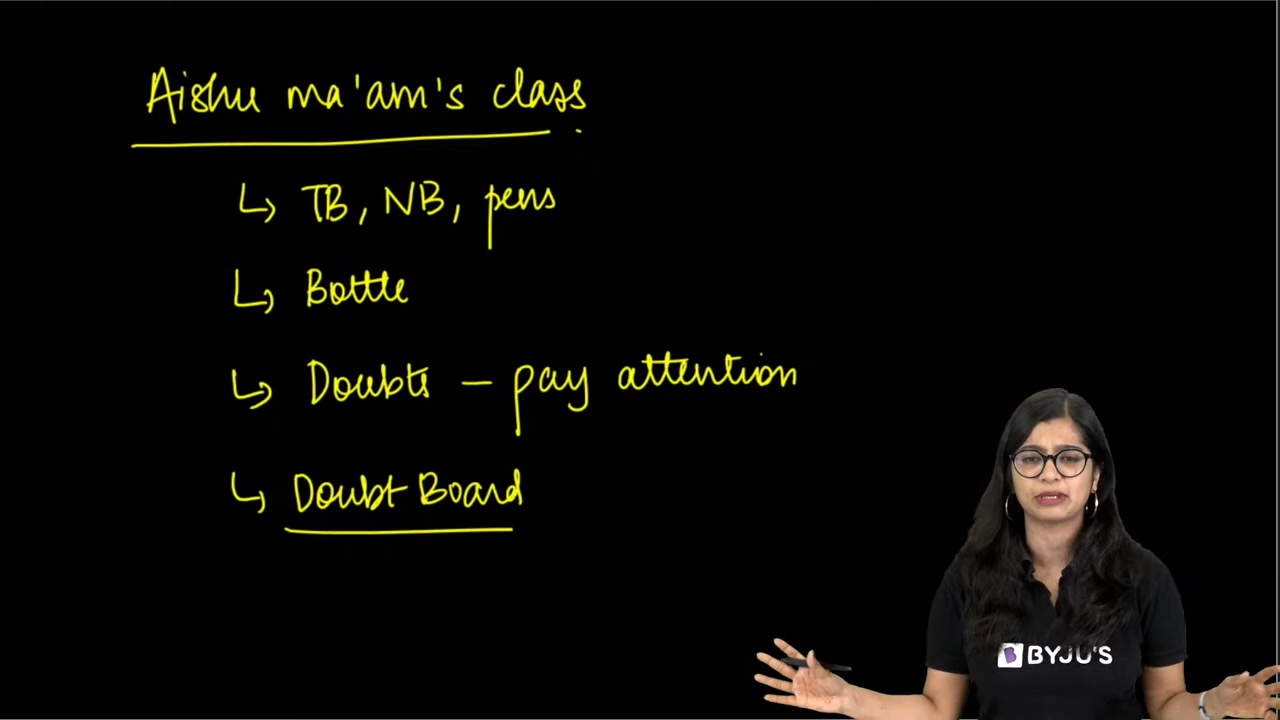 Aishu ma'am's class
↳ TB, NB, pens
↳ Bottle
↳ Doubts – pay attention
↳ Doubt Board
BYJU'S